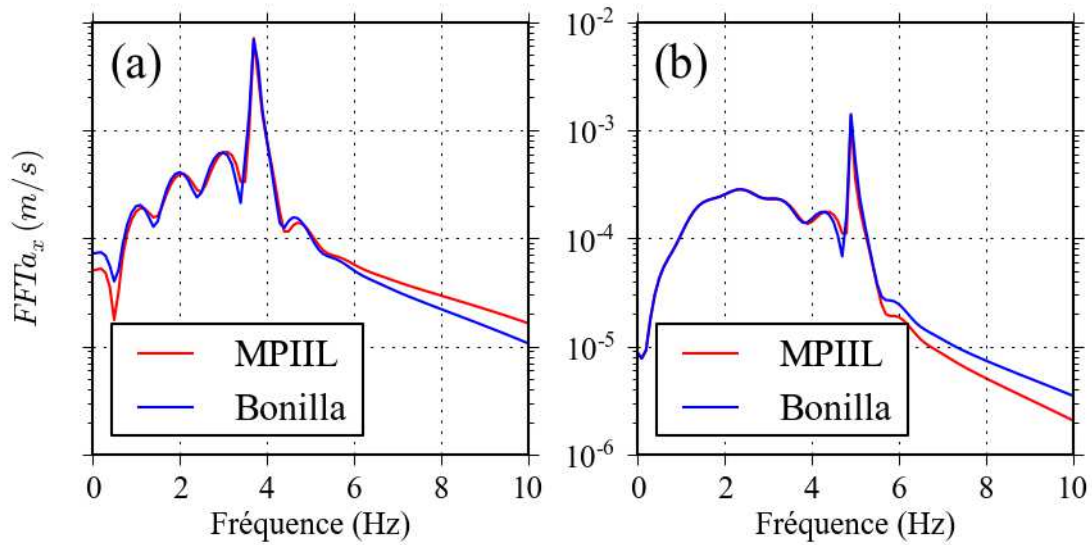 (a)
FFTa_x (m/s)
MPIIL
Bonilla
0 2 4 6 8 10
Fréquence (Hz)
(b)
10^-2
10^-3
10^-4
10^-5
10^-6
MPIIL
Bonilla
0 2 4 6 8 10
Fréquence (Hz)